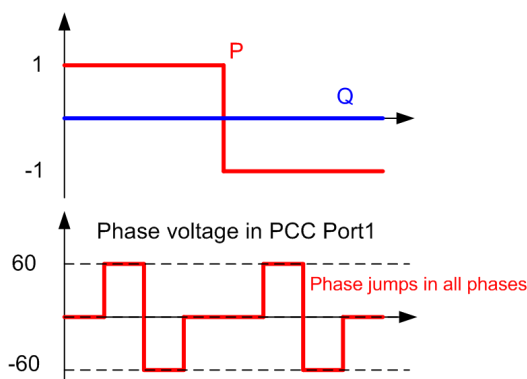 P
1
Q
-1
Phase voltage in PCC Port1
60
Phase jumps in all phases
-60